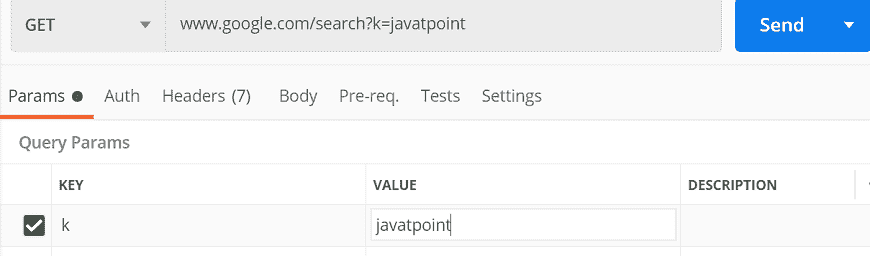 GET www.google.com/search?k=javatpoint Send
Params Auth Headers (7) Body Pre-req. Tests Settings
Query Params
KEY VALUE DESCRIPTION
k javatpoint